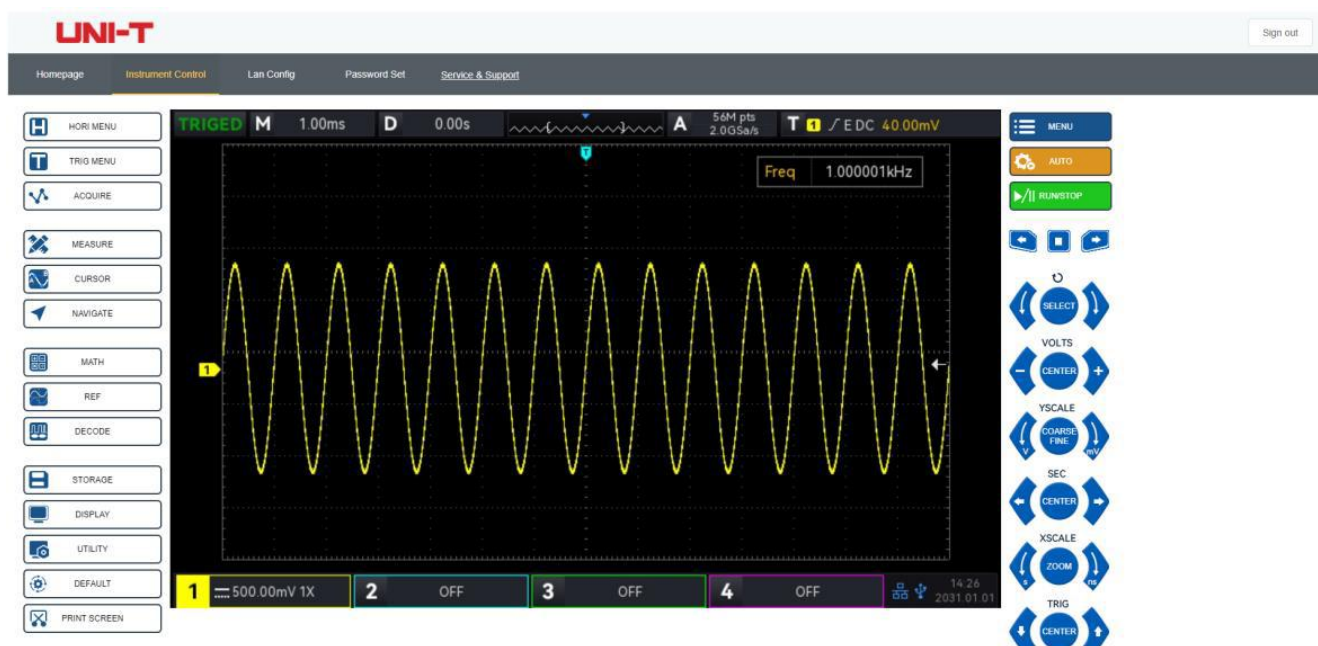 UNI-T
Sign out
Homepage Instrument Control Lan Config Password Set Service & Support
HORI MENU
TRIG MENU
ACQUIRE
MEASURE
CURSOR
NAVIGATE
MATH
REF
DECODE
STORAGE
DISPLAY
UTILITY
DEFAULT
PRINT SCREEN
TRIGED M 1.00ms D 0.00s A 56M pts 2.0GSa/s T 1 E DC 40.00mV
T
Freq 1.000001kHz
1
1 500.00mV 1X 2 OFF 3 OFF 4 OFF
14:26
2031.01.01
MENU
AUTO
RUN/STOP
SELECT
VOLTS
- CENTER +
YSCALE
COARSE
FINE
V mV
SEC
CENTER
XSCALE
ZOOM
s ns
TRIG
CENTER